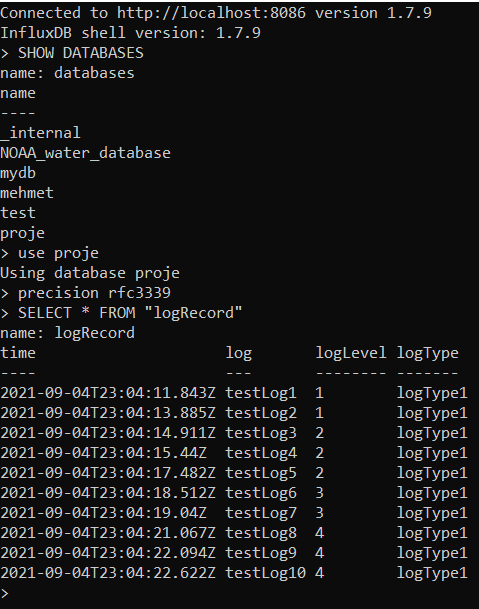 Connected to http://localhost:8086 version 1.7.9
InfluxDB shell version: 1.7.9
> SHOW DATABASES
name: databases
name
----
_internal
NOAA_water_database
mydb
mehmet
test
proje
> use proje
Using database proje
> precision rfc3339
> SELECT * FROM "logRecord"
name: logRecord
time                     log       logLevel logType
----                     ---       -------- -------
2021-09-04T23:04:11.843Z testLog1  1        logType1
2021-09-04T23:04:13.885Z testLog2  1        logType1
2021-09-04T23:04:14.911Z testLog3  2        logType1
2021-09-04T23:04:15.44Z  testLog4  2        logType1
2021-09-04T23:04:17.482Z testLog5  2        logType1
2021-09-04T23:04:18.512Z testLog6  3        logType1
2021-09-04T23:04:19.04Z  testLog7  3        logType1
2021-09-04T23:04:21.067Z testLog8  4        logType1
2021-09-04T23:04:22.094Z testLog9  4        logType1
2021-09-04T23:04:22.622Z testLog10 4        logType1
>